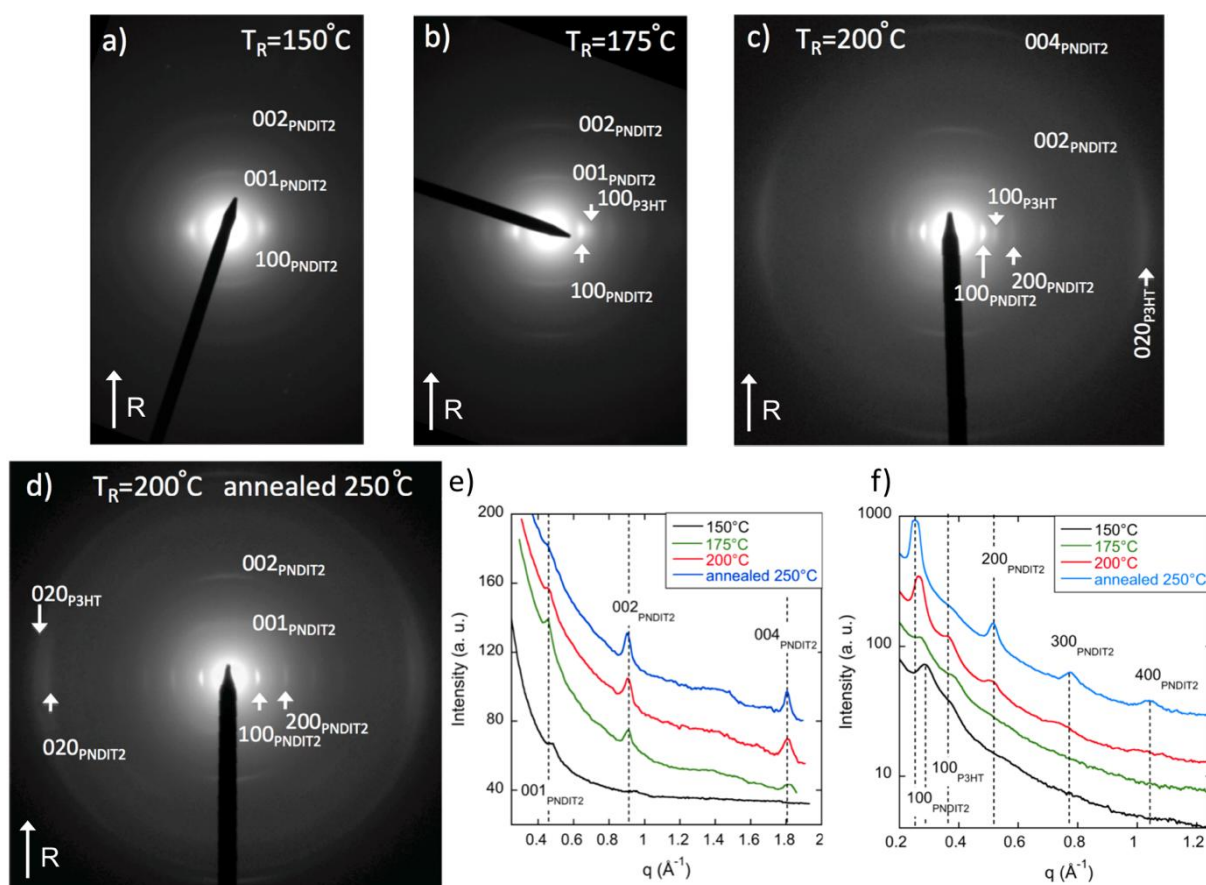 a) T_R=150°C
002_PNDIT2
001_PNDIT2
100_PNDIT2
R
b) T_R=175°C
002_PNDIT2
001_PNDIT2
100_P3HT
100_PNDIT2
R
c) T_R=200°C
004_PNDIT2
002_PNDIT2
100_P3HT
100_PNDIT2
200_PNDIT2
020_P3HT
R
d) T_R=200°C annealed 250°C
002_PNDIT2
020_P3HT
001_PNDIT2
100_PNDIT2
200_PNDIT2
020_PNDIT2
R
e)
150°C
175°C
200°C
annealed 250°C
002_PNDIT2
004_PNDIT2
001_PNDIT2
Intensity (a. u.)
200
160
120
80
40
0.4 0.6 0.8 1 1.2 1.4 1.6 1.8 2
q (Å⁻¹)
f)
150°C
175°C
200°C
annealed 250°C
200_PNDIT2
300_PNDIT2
400_PNDIT2
100_P3HT
100_PNDIT2
Intensity (a. u.)
1000
100
10
0.2 0.4 0.6 0.8 1 1.2
q (Å⁻¹)